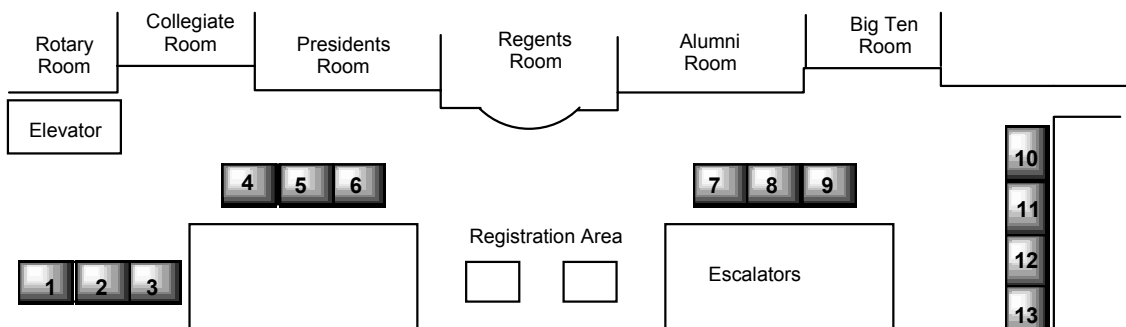 Rotary
Room
Collegiate
Room
Presidents
Room
Regents
Room
Alumni
Room
Big Ten
Room
Elevator
4 5 6
7 8 9
10
11
12
13
Registration Area
Escalators
1 2 3